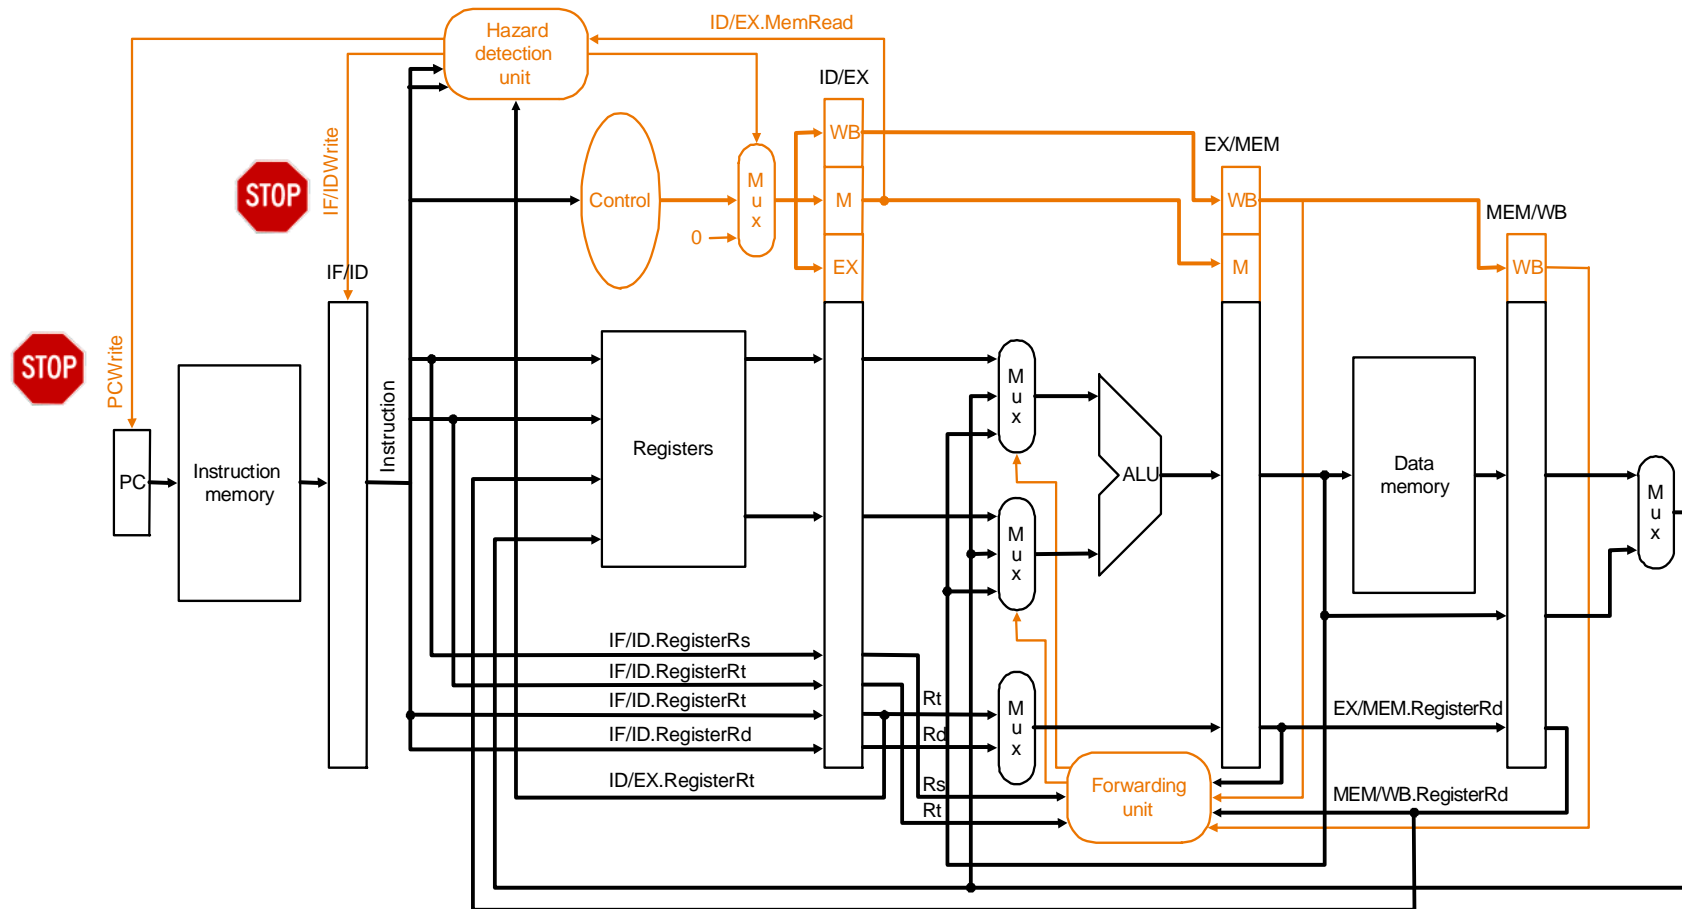 ID/EX.MemRead
Hazard
detection
unit
ID/EX
IF/IDWrite
STOP
WB
EX/MEM
M
u
x
Control
M
WB
MEM/WB
0
EX
M
WB
IF/ID
PCWrite
STOP
Instruction
M
u
x
Registers
PC
Instruction
memory
ALU
Data
memory
M
u
x
M
u
x
IF/ID.RegisterRs
IF/ID.RegisterRt
IF/ID.RegisterRt
Rt
M
u
x
EX/MEM.RegisterRd
IF/ID.RegisterRd
Rd
ID/EX.RegisterRt
Rs
Rt
Forwarding
unit
MEM/WB.RegisterRd